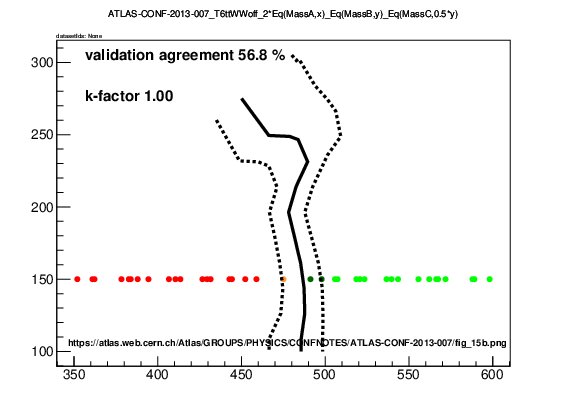 ATLAS-CONF-2013-007_T6ttWWoff_2*Eq(MassA,x)_Eq(MassB,y)_Eq(MassC,0.5*y)
datasetIds: None
validation agreement 56.8 %
k-factor 1.00
300
250
200
150
100
https://atlas.web.cern.ch/Atlas/GROUPS/PHYSICS/CONFNOTES/ATLAS-CONF-2013-007/fig_15b.png
350 400 450 500 550 600